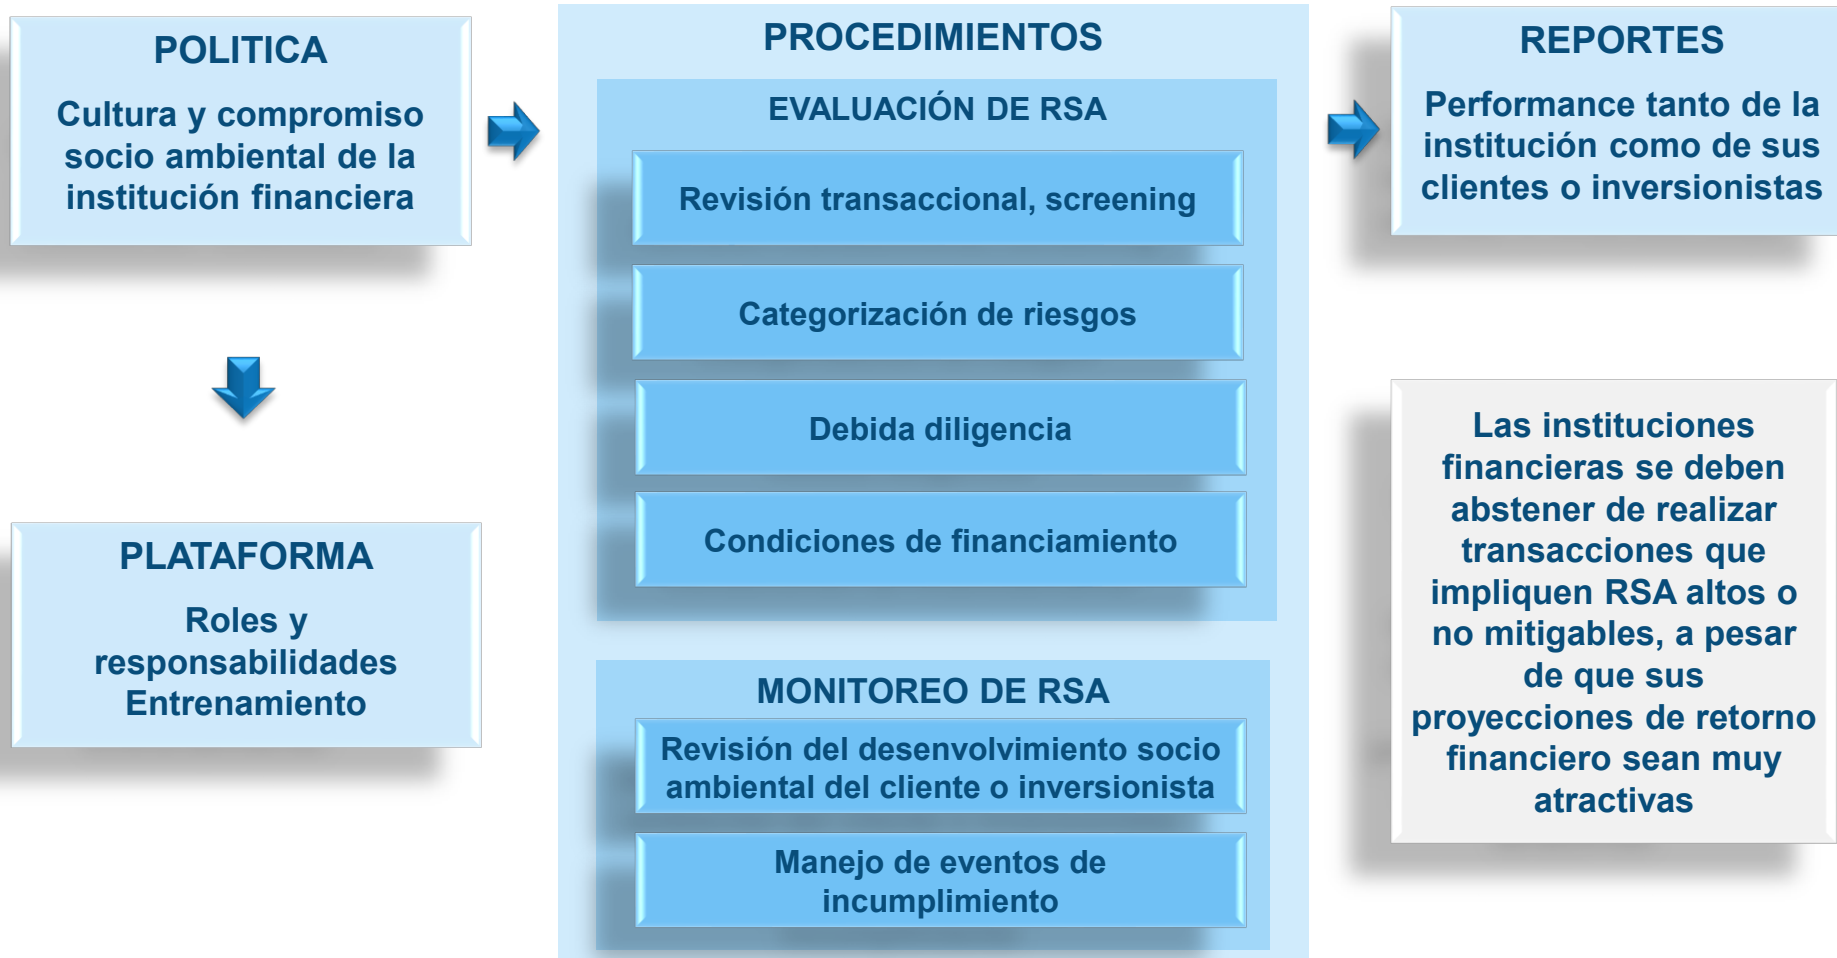 POLITICA
Cultura y compromiso
socio ambiental de la
institución financiera
PLATAFORMA
Roles y
responsabilidades
Entrenamiento
PROCEDIMIENTOS
EVALUACIÓN DE RSA
Revisión transaccional, screening
Categorización de riesgos
Debida diligencia
Condiciones de financiamiento
MONITOREO DE RSA
Revisión del desenvolvimiento socio
ambiental del cliente o inversionista
Manejo de eventos de
incumplimiento
REPORTES
Performance tanto de la
institución como de sus
clientes o inversionistas
Las instituciones
financieras se deben
abstener de realizar
transacciones que
impliquen RSA altos o
no mitigables, a pesar
de que sus
proyecciones de retorno
financiero sean muy
atractivas